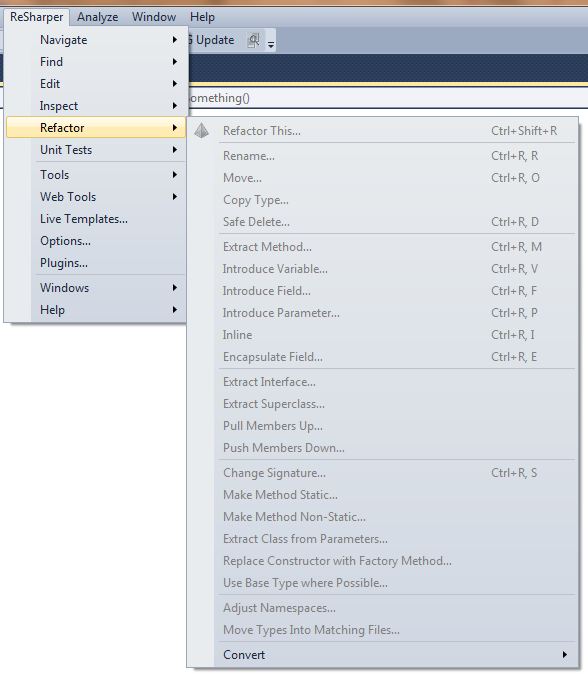 ReSharper Analyze Window Help
Navigate
G Update
Find
Edit
Inspect
omething()
Refactor
Unit Tests
Tools
Web Tools
Live Templates...
Options...
Plugins...
Windows
Help
Refactor This... Ctrl+Shift+R
Rename... Ctrl+R, R
Move... Ctrl+R, O
Copy Type...
Safe Delete... Ctrl+R, D
Extract Method... Ctrl+R, M
Introduce Variable... Ctrl+R, V
Introduce Field... Ctrl+R, F
Introduce Parameter... Ctrl+R, P
Inline Ctrl+R, I
Encapsulate Field... Ctrl+R, E
Extract Interface...
Extract Superclass...
Pull Members Up...
Push Members Down...
Change Signature... Ctrl+R, S
Make Method Static...
Make Method Non-Static...
Extract Class from Parameters...
Replace Constructor with Factory Method...
Use Base Type where Possible...
Adjust Namespaces...
Move Types Into Matching Files...
Convert